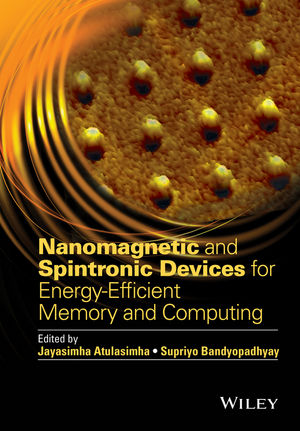 Nanomagnetic and
Spintronic Devices for
Energy-Efficient
Memory and Computing
Edited by
Jayasimha Atulasimha • Supriyo Bandyopadhyay
WILEY